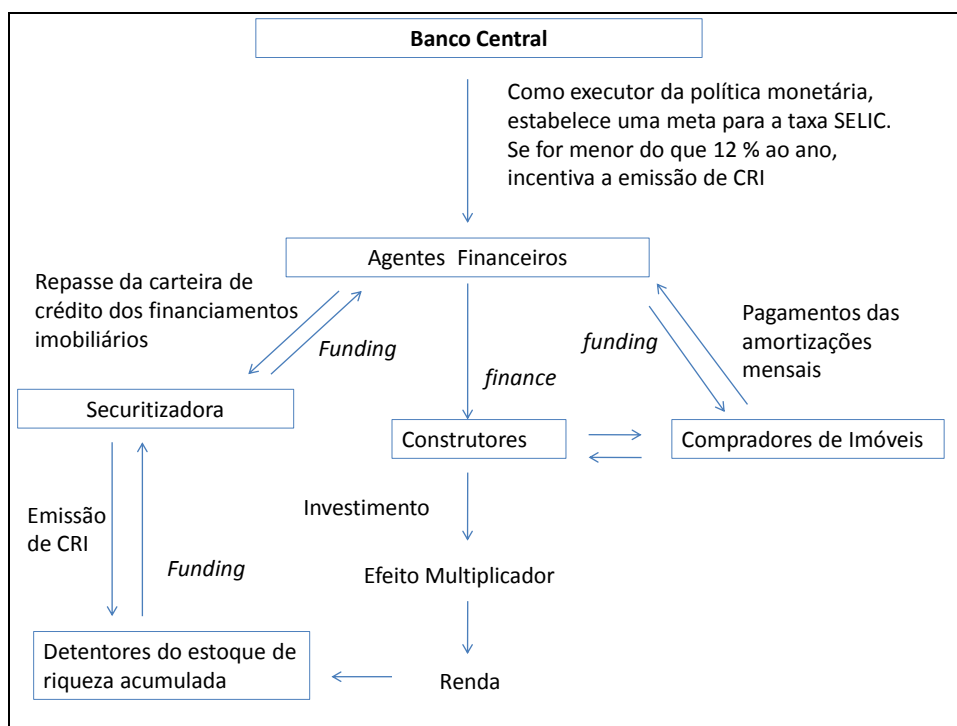 Banco Central
Como executor da política monetária,
estabelece uma meta para a taxa SELIC.
Se for menor do que 12 % ao ano,
incentiva a emissão de CRI
Agentes Financeiros
Repasse da carteira de
crédito dos financiamentos
imobiliários
Funding
finance
funding
Pagamentos das
amortizações
mensais
Securitizadora
Construtores
Compradores de Imóveis
Emissão
de CRI
Funding
Investimento
Efeito Multiplicador
Detentores do estoque de
riqueza acumulada
Renda